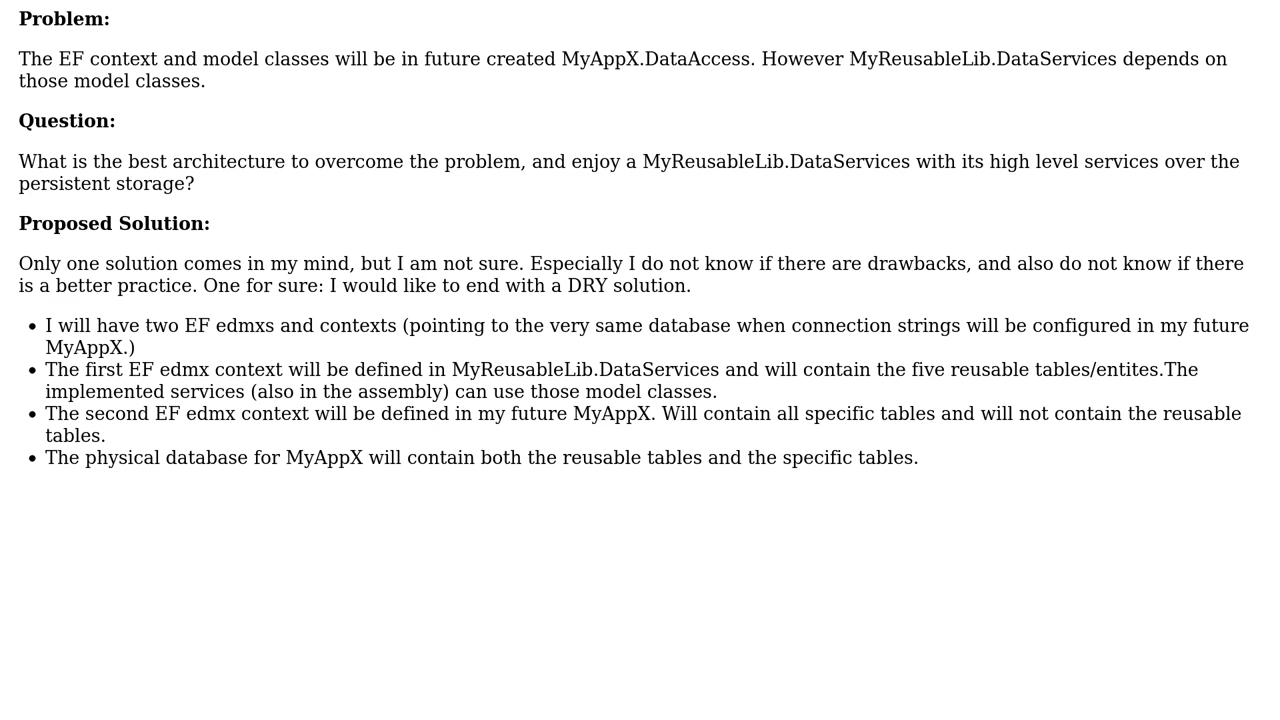 Problem:
The EF context and model classes will be in future created MyAppX.DataAccess. However MyReusableLib.DataServices depends on
those model classes.
Question:
What is the best architecture to overcome the problem, and enjoy a MyReusableLib.DataServices with its high level services over the
persistent storage?
Proposed Solution:
Only one solution comes in my mind, but I am not sure. Especially I do not know if there are drawbacks, and also do not know if there
is a better practice. One for sure: I would like to end with a DRY solution.
• I will have two EF edmxs and contexts (pointing to the very same database when connection strings will be configured in my future
MyAppX.)
• The first EF edmx context will be defined in MyReusableLib.DataServices and will contain the five reusable tables/entites.The
implemented services (also in the assembly) can use those model classes.
• The second EF edmx context will be defined in my future MyAppX. Will contain all specific tables and will not contain the reusable
tables.
• The physical database for MyAppX will contain both the reusable tables and the specific tables.